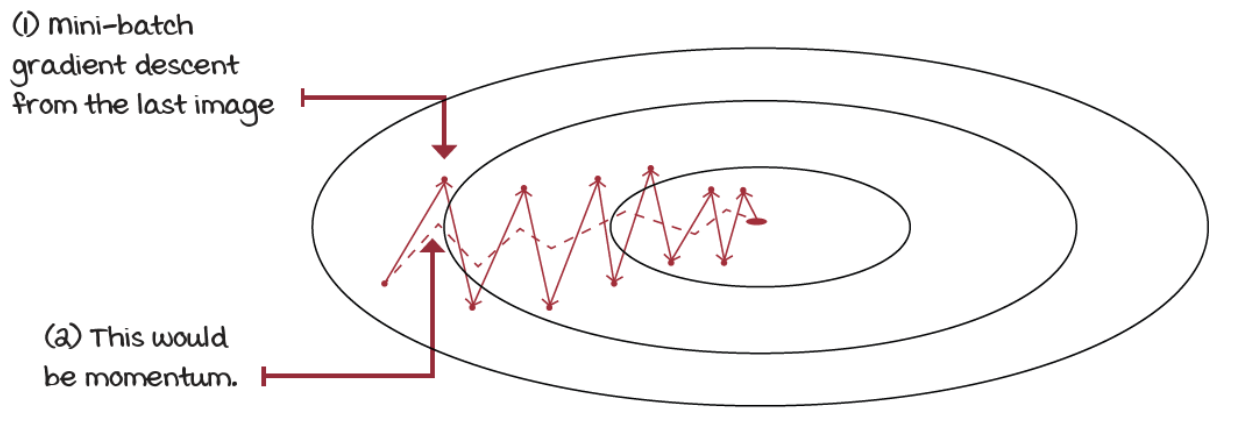 (1) mini-batch
gradient descent
from the last image
(2) This would
be momentum.